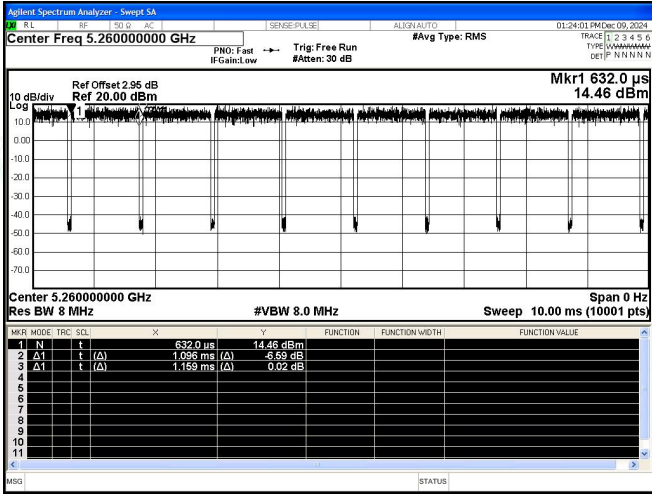 Agilent Spectrum Analyzer - Swept SA
LXI RL RF 50 Ω AC SENSE:PULSE ALIGN AUTO 01:24:01 PM Dec 09, 2024
Center Freq 5.260000000 GHz #Avg Type: RMS TRACE 1 2 3 4 5 6
PNO: Fast Trig: Free Run TYPE WWWWWW
IFGain:Low #Atten: 30 dB DET P N N N N N
Mkr1 632.0 µs
Ref Offset 2.95 dB
10 dB/div Ref 20.00 dBm 14.46 dBm
Log
1
10.0
0.00
-10.0
-20.0
-30.0
-40.0
-50.0
-60.0
-70.0
Center 5.260000000 GHz Span 0 Hz
Res BW 8 MHz #VBW 8.0 MHz Sweep 10.00 ms (10001 pts)
MKR MODE TRC SCL X Y FUNCTION FUNCTION WIDTH FUNCTION VALUE
1 N t 632.0 µs 14.46 dBm
2 Δ1 t (Δ) 1.096 ms (Δ) -6.59 dB
3 Δ1 t (Δ) 1.159 ms (Δ) 0.02 dB
4
5
6
7
8
9
10
11
MSG STATUS